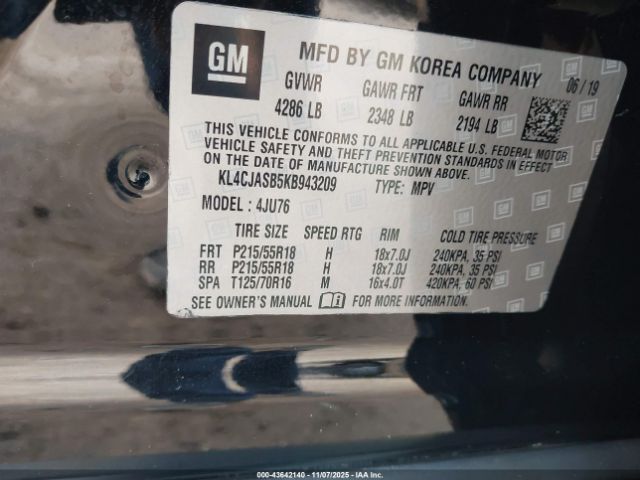 GM
MFD BY GM KOREA COMPANY
06/19
GVWR GAWR FRT GAWR RR
4286 LB 2348 LB 2194 LB
THIS VEHICLE CONFORMS TO ALL APPLICABLE U.S. FEDERAL MOTOR
VEHICLE SAFETY AND THEFT PREVENTION STANDARDS IN EFFECT ON
THE DATE OF MANUFACTURE SHOWN ABOVE.
KL4CJASB5KB943209 TYPE: MPV
MODEL: 4JU76
TIRE SIZE SPEED RTG RIM COLD TIRE PRESSURE
FRT P215/55R18 H 18x7.0J 240KPA, 35 PSI
RR P215/55R18 H 18x7.0J 240KPA, 35 PSI
SPA T125/70R16 M 16x4.0T 420KPA, 60 PSI
SEE OWNER'S MANUAL FOR MORE INFORMATION.
000-43642140 - 11/07/2025 - IAAI.COM